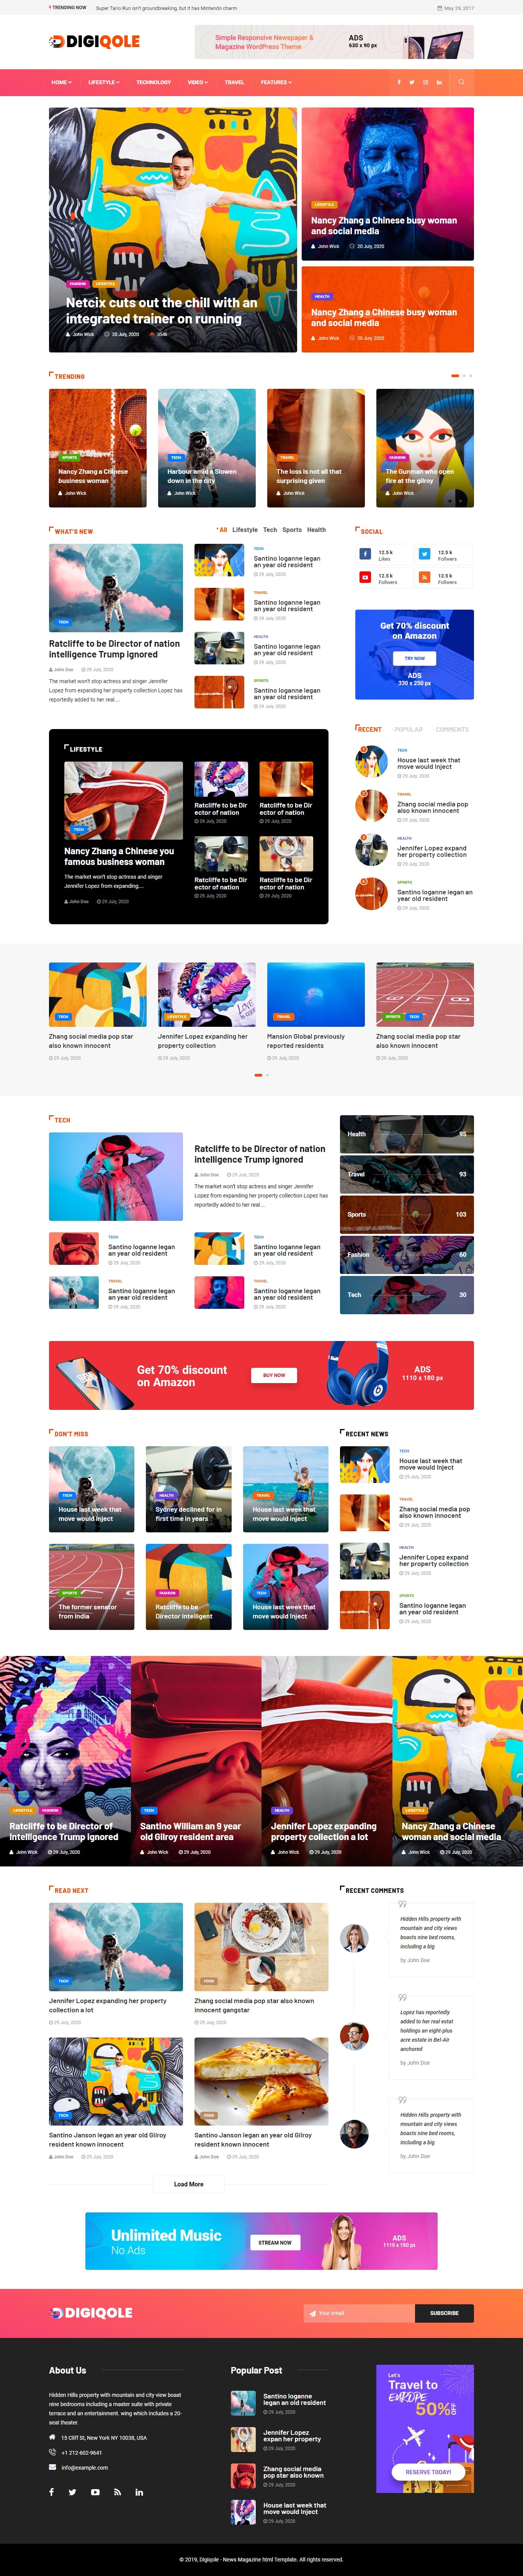 TRENDING NOW
Super Tario Run isn't groundbreaking, but it has Mintendo charm
May 29, 2017
DIGIQOLE
Simple Responsive Newspaper &
Magazine WordPress Theme
ADS
630 x 90 px
HOME
LIFESTYLE
TECHNOLOGY
VIDEO
TRAVEL
FEATURES
FASHION
LIFESTYLE
Netcix cuts out the chill with an
integrated trainer on running
John Wick
20 July, 2020
354k
LIFESTYLE
Nancy Zhang a Chinese busy woman
and social media
John Wick
20 July, 2020
HEALTH
Nancy Zhang a Chinese busy woman
and social media
John Wick
20 July, 2020
TRENDING
SPORTS
Nancy Zhang a Chinese
business woman
John Wick
TECH
Harbour amid a Slowen
down in the city
John Wick
TRAVEL
The loss is not all that
surprising given
John Wick
FASHION
The Gunman who open
fire at the gilroy
John Wick
WHAT'S NEW
All
Lifestyle
Tech
Sports
Health
TECH
Ratcliffe to be Director of nation
intelligence Trump ignored
John Doe
29 July, 2020
The market won't stop actress and singer Jennifer
Lopez from expanding her property collection Lopez has
reportedly added to her real....
TECH
Santino loganne legan
an year old resident
29 July, 2020
TRAVEL
Santino loganne legan
an year old resident
29 July, 2020
HEALTH
Santino loganne legan
an year old resident
29 July, 2020
SPORTS
Santino loganne legan
an year old resident
29 July, 2020
SOCIAL
12.5 k
Likes
12.5 k
Follwers
12.5 k
Follwers
12.5 k
Follwers
Get 70% discount
on Amazon
TRY NOW
ADS
330 x 250 px
LIFESTYLE
TECH
Nancy Zhang a Chinese you
famous business woman
The market won't stop actress and singer
Jennifer Lopez from expanding....
John Doe
29 July, 2020
Ratcliffe to be Dir
ector of nation
29 July, 2020
Ratcliffe to be Dir
ector of nation
29 July, 2020
Ratcliffe to be Dir
ector of nation
29 July, 2020
Ratcliffe to be Dir
ector of nation
29 July, 2020
RECENT
POPULAR
COMMENTS
TECH
House last week that
move would Inject
29 July, 2020
TRAVEL
Zhang social media pop
also known innocent
29 July, 2020
HEALTH
Jennifer Lopez expand
her property collection
29 July, 2020
SPORTS
Santino loganne legan an
year old resident
29 July, 2020
TECH
Zhang social media pop star
also known innocent
29 July, 2020
LIFESTYLE
Jennifer Lopez expanding her
property collection
29 July, 2020
TRAVEL
Mansion Global previously
reported residents
29 July, 2020
SPORTS
TECH
Zhang social media pop star
also known innocent
29 July, 2020
TECH
Ratcliffe to be Director of nation
intelligence Trump ignored
John Doe
29 July, 2020
The market won't stop actress and singer Jennifer
Lopez from expanding her property collection Lopez has
reportedly added to her real....
TECH
Santino loganne legan
an year old resident
29 July, 2020
TECH
Santino loganne legan
an year old resident
29 July, 2020
TRAVEL
Santino loganne legan
an year old resident
29 July, 2020
TRAVEL
Santino loganne legan
an year old resident
29 July, 2020
Health
95
Travel
93
Sports
103
Fashion
60
Tech
30
Get 70% discount
on Amazon
BUY NOW
ADS
1110 x 180 px
DON'T MISS
TECH
House last week that
move would inject
HEALTH
Sydney declined for in
first time in years
TRAVEL
House last week that
move would inject
SPORTS
The former senator
from India
FASHION
Ratcliffe to be
Director Intelligent
TECH
House last week that
move would inject
RECENT NEWS
TECH
House last week that
move would Inject
29 July, 2020
TRAVEL
Zhang social media pop
also known innocent
29 July, 2020
HEALTH
Jennifer Lopez expand
her property collection
29 July, 2020
SPORTS
Santino loganne legan
an year old resident
29 July, 2020
LIFESTYLE
FASHION
Ratcliffe to be Director of
intelligence Trump ignored
John Wick
29 July, 2020
TECH
Santino William an 9 year
old Gilroy resident area
John Wick
29 July, 2020
HEALTH
Jennifer Lopez expanding
property collection a lot
John Wick
29 July, 2020
LIFESTYLE
Nancy Zhang a Chinese
woman and social media
John Wick
29 July, 2020
READ NEXT
TECH
Jennifer Lopez expanding her property
collection a lot
29 July, 2020
FOOD
Zhang social media pop star also known
innocent gangstar
29 July, 2020
TECH
Santino Janson legan an year old Gilroy
resident known innocent
John Doe
29 July, 2020
FOOD
Santino Janson legan an year old Gilroy
resident known innocent
John Doe
29 July, 2020
Load More
RECENT COMMENTS
Hidden Hills property with
mountain and city views
boasts nine bed rooms,
including a big
by John Doe
Lopez has reportedly
added to her real estat
holdings an eight-plus
acre estate in Bel-Air
anchored
by John Doe
Hidden Hills property with
mountain and city views
boasts nine bed rooms,
including a big
by John Doe
Unlimited Music
No Ads
STREAM NOW
ADS
1110 x 180 px
DIGIQOLE
Your email
SUBSCRIBE
About Us
Hidden Hills property with mountain and city view boast
nine bedrooms including a master suite with private
terrace and an entertainment. wing which includes a 20-
seat theater.
15 Cliff St, New York NY 10038, USA
+1 212-602-9641
info@example.com
Popular Post
Santino loganne
legan an old resident
29 July, 2020
Jennifer Lopez
expan her property
29 July, 2020
Zhang social media
pop star also known
29 July, 2020
House last week that
move would Inject
29 July, 2020
Let's
Travel to
EUROPE
50% OFF
RESERVE TODAY!
© 2019, Digiqole - News Magazine html Template. All rights reserved.